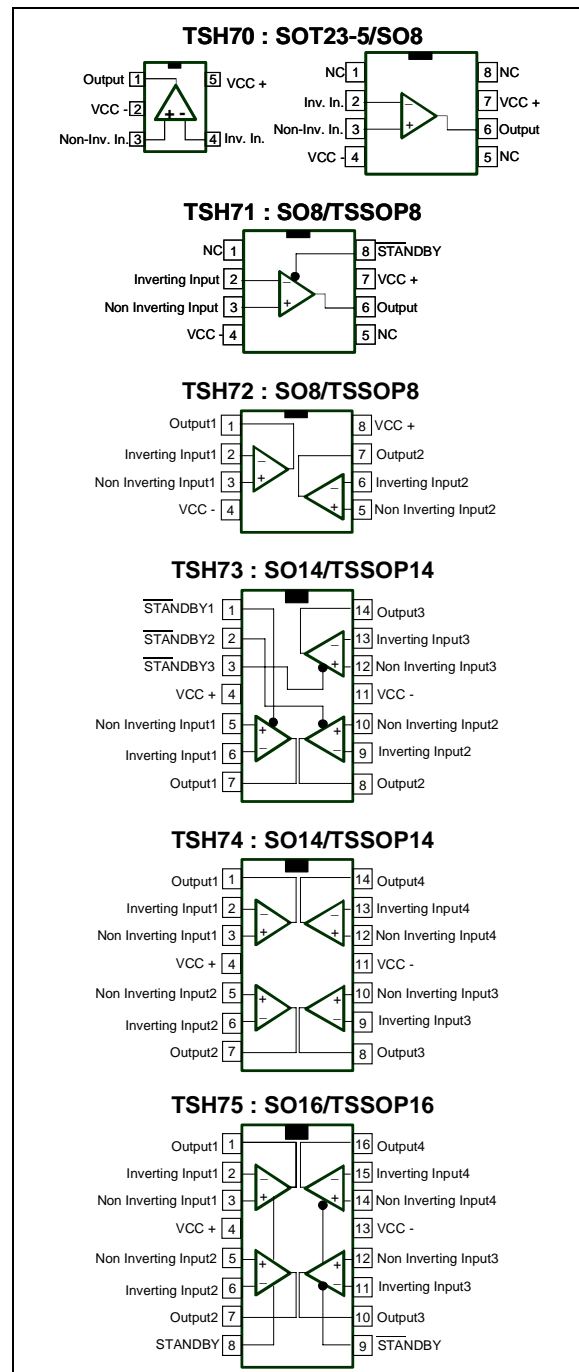 TSH70 : SOT23-5/SO8
Output 1 5 VCC +
VCC - 2
+ -
Non-Inv. In. 3 4 Inv. In.
NC 1 8 NC
Inv. In. 2 _ 7 VCC +
Non-Inv. In. 3 + 6 Output
VCC - 4 5 NC
TSH71 : SO8/TSSOP8
NC 1 8 STANDBY
Inverting Input 2 _ 7 VCC +
Non Inverting Input 3 + 6 Output
VCC - 4 5 NC
TSH72 : SO8/TSSOP8
Output1 1 8 VCC +
Inverting Input1 2 _ 7 Output2
Non Inverting Input1 3 + _ 6 Inverting Input2
VCC - 4 + 5 Non Inverting Input2
TSH73 : SO14/TSSOP14
STANDBY1 1 14 Output3
STANDBY2 2 _ 13 Inverting Input3
STANDBY3 3 + 12 Non Inverting Input3
VCC + 4 11 VCC -
Non Inverting Input1 5 + + 10 Non Inverting Input2
Inverting Input1 6 _ _ 9 Inverting Input2
Output1 7 8 Output2
TSH74 : SO14/TSSOP14
Output1 1 14 Output4
Inverting Input1 2 _ _ 13 Inverting Input4
Non Inverting Input1 3 + + 12 Non Inverting Input4
VCC + 4 11 VCC -
Non Inverting Input2 5 + + 10 Non Inverting Input3
Inverting Input2 6 _ _ 9 Inverting Input3
Output2 7 8 Output3
TSH75 : SO16/TSSOP16
Output1 1 16 Output4
Inverting Input1 2 _ _ 15 Inverting Input4
Non Inverting Input1 3 + + 14 Non Inverting Input4
VCC + 4 13 VCC -
Non Inverting Input2 5 + + 12 Non Inverting Input3
Inverting Input2 6 _ _ 11 Inverting Input3
Output2 7 10 Output3
STANDBY 8 9 STANDBY